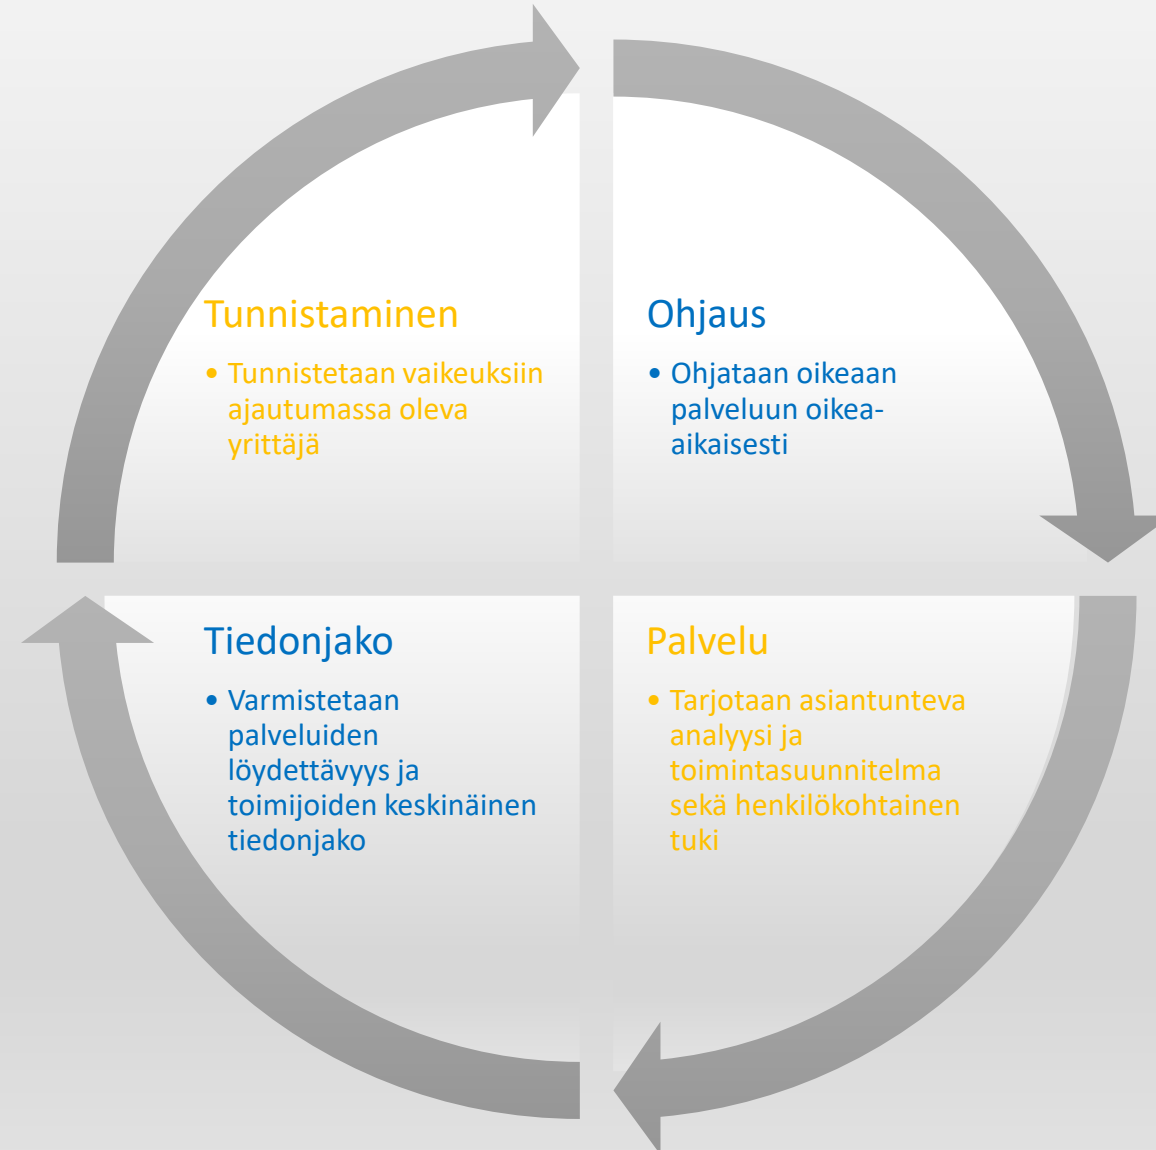 Tunnistaminen
• Tunnistetaan vaikeuksiin
ajautumassa oleva
yrittäjä
Ohjaus
• Ohjataan oikeaan
palveluun oikea-
aikaisesti
Tiedonjako
• Varmistetaan
palveluiden
löydettävyys ja
toimijoiden keskinäinen
tiedonjako
Palvelu
• Tarjotaan asiantunteva
analyysi ja
toimintasuunnitelma
sekä henkilökohtainen
tuki